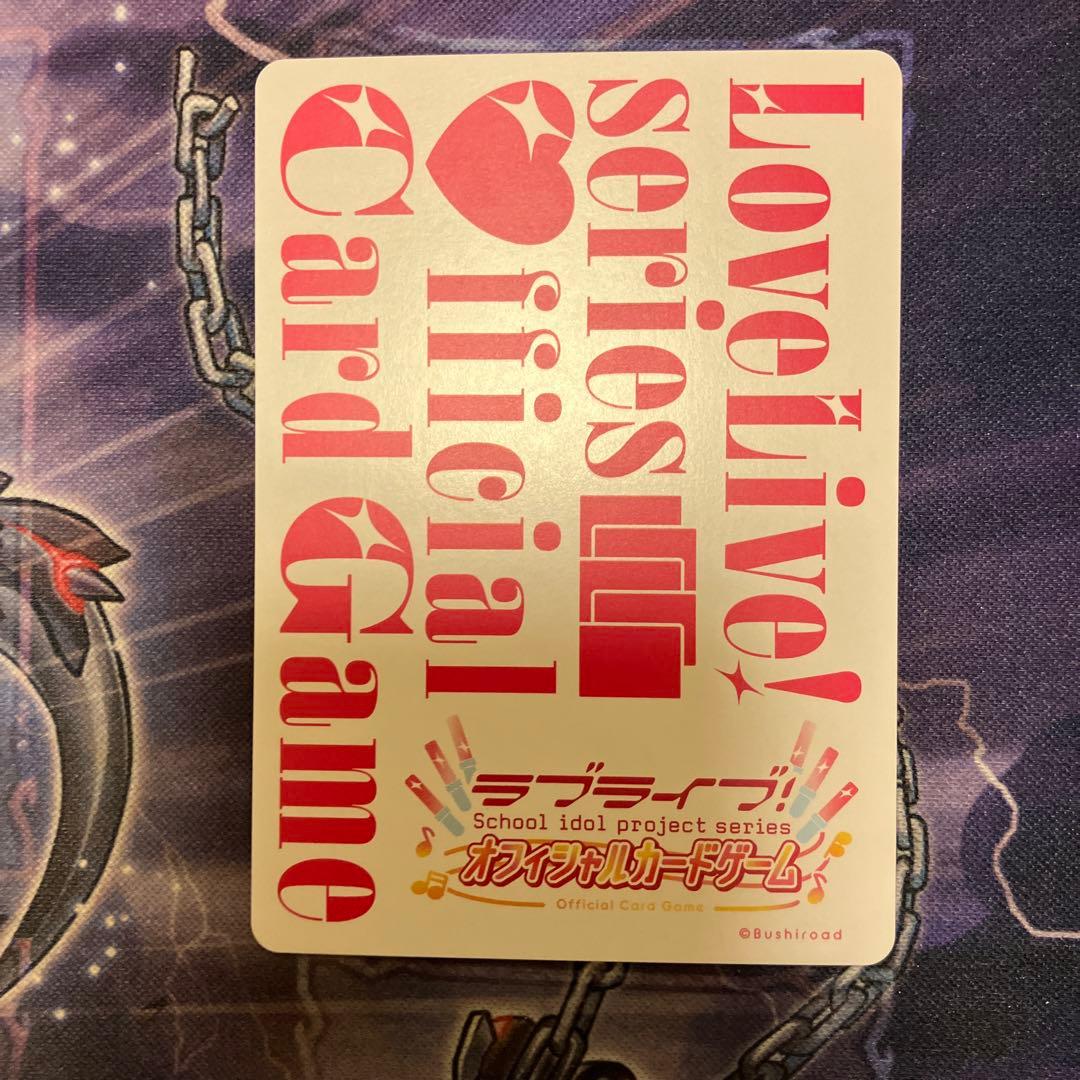 LoveLive!
series
Official
Card Game
ラブライブ!
School idol project series
オフィシャルカードゲーム
Official Card Game
©Bushiroad